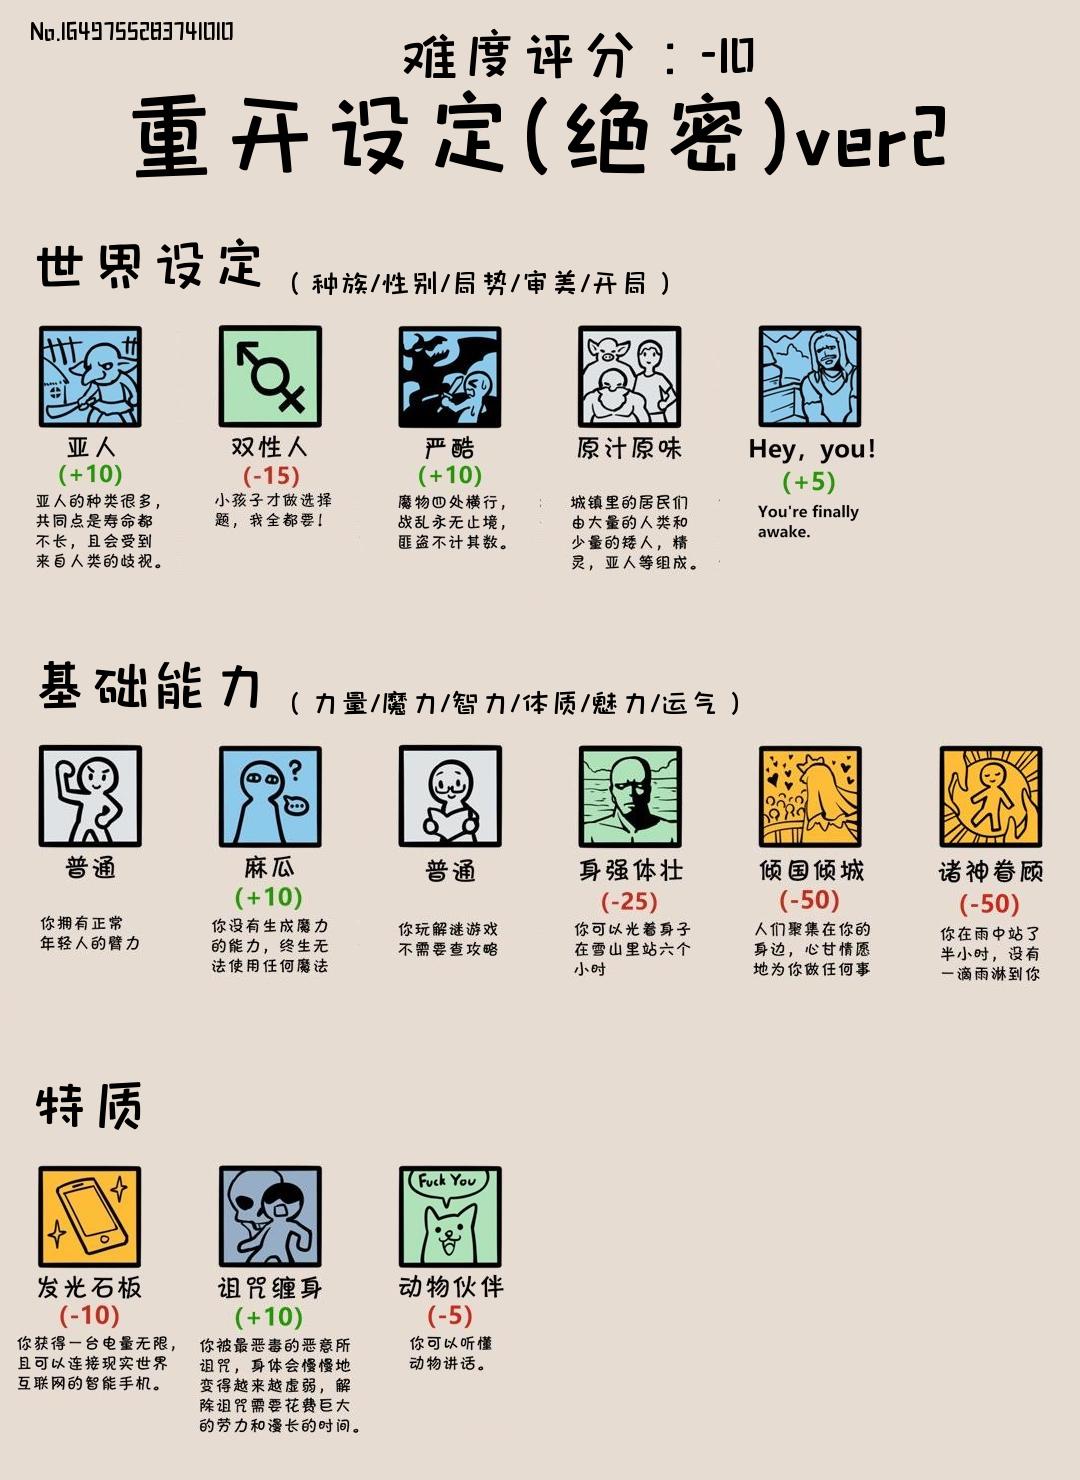 No.1649755283741010
难度评分：-10
重开设定(绝密)ver2
世界设定（种族/性别/局势/审美/开局）
亚人
(+10)
亚人的种类很多，
共同点是寿命都
不长，且会受到
来自人类的歧视。
双性人
(-15)
小孩子才做选择
题，我全都要！
严酷
(+10)
魔物四处横行，
战乱永无止境，
匪盗不计其数。
原汁原味
城镇里的居民们
由大量的人类和
少量的矮人，精
灵，亚人等组成。
Hey, you!
(+5)
You're finally
awake.
基础能力（力量/魔力/智力/体质/魅力/运气）
普通
你拥有正常
年轻人的臂力
麻瓜
(+10)
你没有生成魔力
的能力，终生无
法使用任何魔法
普通
你玩解谜游戏
不需要查攻略
身强体壮
(-25)
你可以光着身子
在雪山里站六个
小时
倾国倾城
(-50)
人们聚集在你的
身边，心甘情愿
地为你做任何事
诸神眷顾
(-50)
你在雨中站了
半小时，没有
一滴雨淋到你
特质
发光石板
(-10)
你获得一台电量无限，
且可以连接现实世界
互联网的智能手机。
诅咒缠身
(+10)
你被最恶毒的恶意所
诅咒，身体会慢慢地
变得越来越虚弱，解
除诅咒需要花费巨大
的劳力和漫长的时间。
Fuck You
动物伙伴
(-5)
你可以听懂
动物讲话。